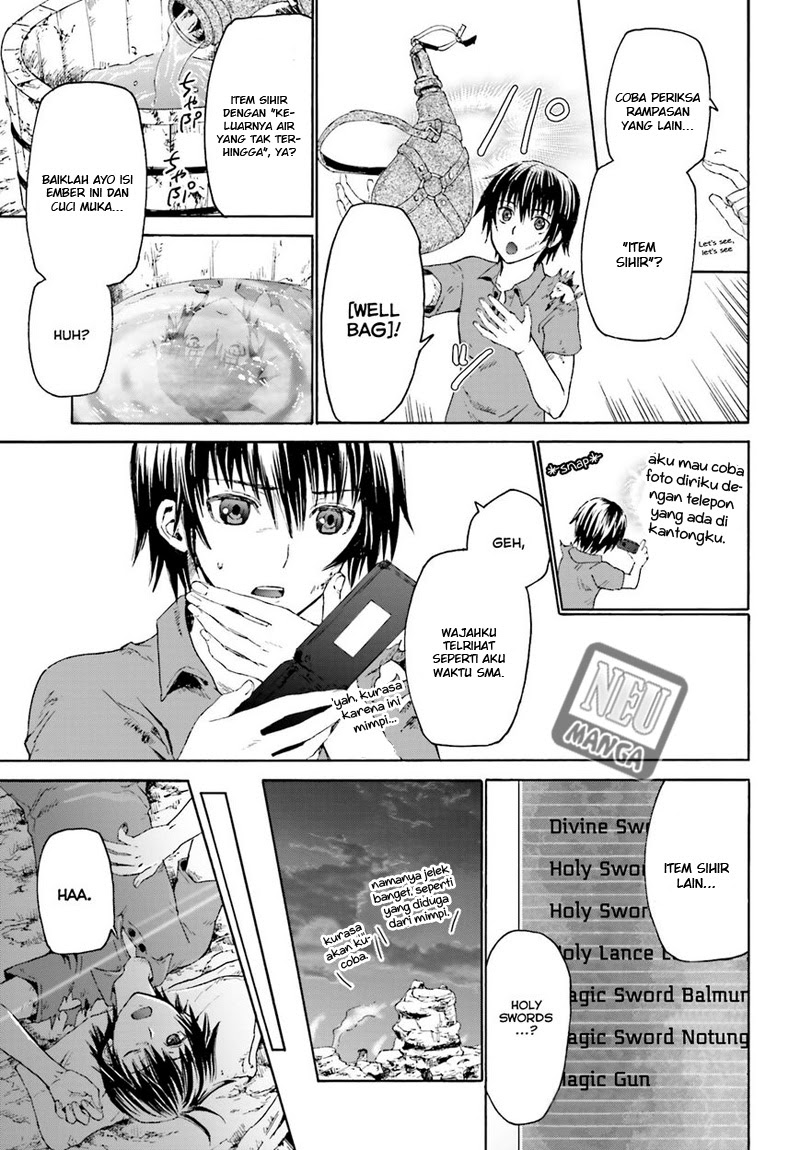 COBA PERIKSA
RAMPASAN
YANG LAIN...
"ITEM
SIHIR"?
Let's see,
let's see
[WELL
BAG]!
ITEM SIHIR
DENGAN "KE-
LUARNYA AIR
YANG TAK TER-
HINGGA", YA?
BAIKLAH AYO ISI
EMBER INI DAN
CUCI MUKA...
HUH?
*snap*
aku mau coba
foto diriku de-
ngan telepon
yang ada di
kantongku.
GEH,
WAJAHKU
TELRIHAT
SEPERTI AKU
WAKTU SMA.
yah, kurasa
karena ini
mimpi...
NEU
MANGA
ITEM SIHIR
LAIN...
Divine Sw
Holy Swo
Holy Sword
Holy Lance
Magic Sword Balmun
Magic Sword Notung
Magic Gun
HOLY
SWORDS
...?
namanya jelek
banget, seperti
yang diduga
dari mimpi.
kurasa
akan ku-
coba.
HAA.